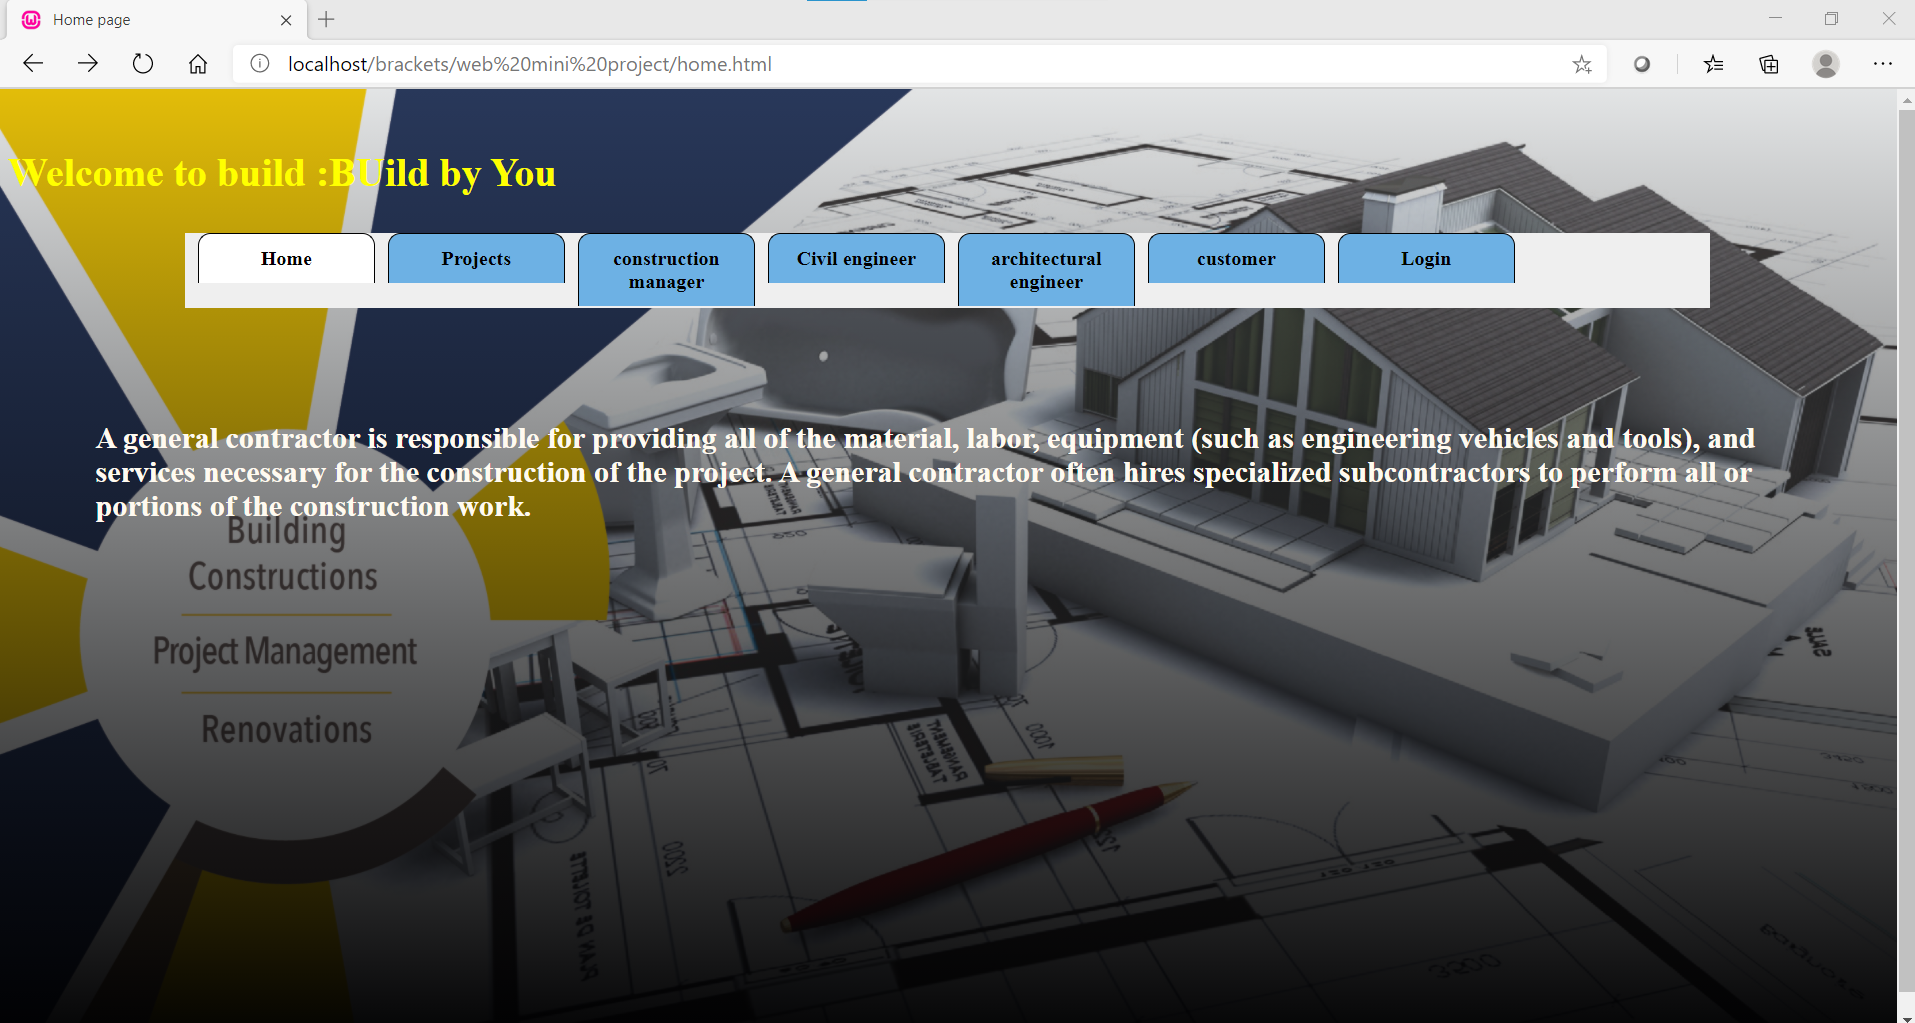 Home page
localhost/brackets/web%20mini%20project/home.html
Welcome to build :BUild by You
Home
Projects
construction
manager
Civil engineer
architectural
engineer
customer
Login
A general contractor is responsible for providing all of the material, labor, equipment (such as engineering vehicles and tools), and
services necessary for the construction of the project. A general contractor often hires specialized subcontractors to perform all or
portions of the construction work.
Building
Constructions
Project Management
Renovations